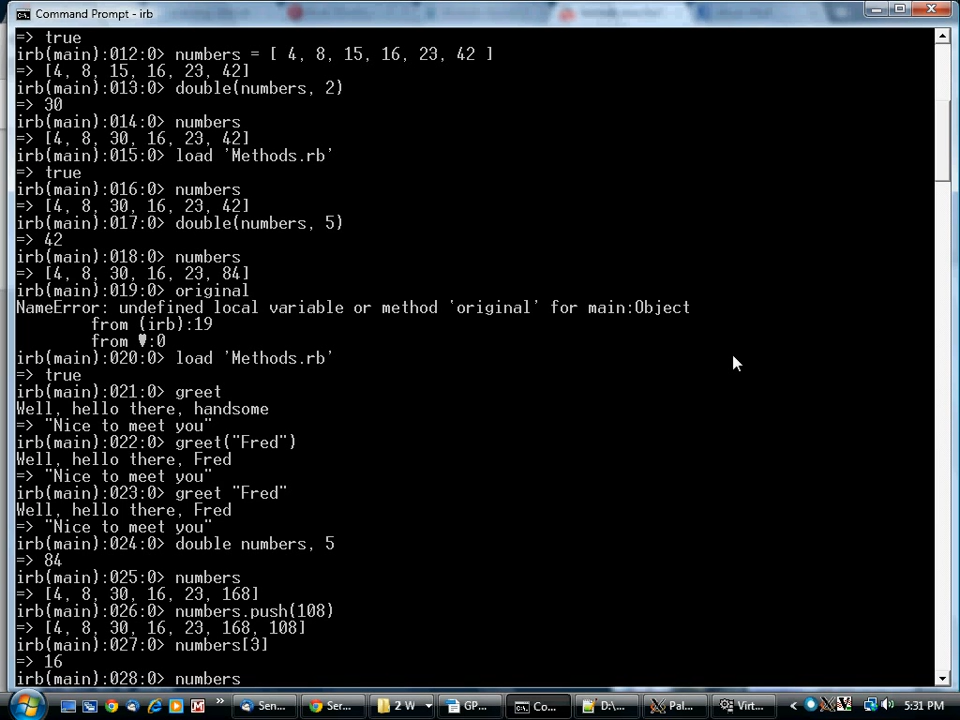 Command Prompt - irb
=> true
irb(main):012:0> numbers = [ 4, 8, 15, 16, 23, 42 ]
=> [4, 8, 15, 16, 23, 42]
irb(main):013:0> double(numbers, 2)
=> 30
irb(main):014:0> numbers
=> [4, 8, 30, 16, 23, 42]
irb(main):015:0> load 'Methods.rb'
=> true
irb(main):016:0> numbers
=> [4, 8, 30, 16, 23, 42]
irb(main):017:0> double(numbers, 5)
=> 42
irb(main):018:0> numbers
=> [4, 8, 30, 16, 23, 84]
irb(main):019:0> original
NameError: undefined local variable or method `original' for main:Object
        from (irb):19
        from ♥:0
irb(main):020:0> load 'Methods.rb'
=> true
irb(main):021:0> greet
Well, hello there, handsome
=> "Nice to meet you"
irb(main):022:0> greet("Fred")
Well, hello there, Fred
=> "Nice to meet you"
irb(main):023:0> greet "Fred"
Well, hello there, Fred
=> "Nice to meet you"
irb(main):024:0> double numbers, 5
=> 84
irb(main):025:0> numbers
=> [4, 8, 30, 16, 23, 168]
irb(main):026:0> numbers.push(108)
=> [4, 8, 30, 16, 23, 168, 108]
irb(main):027:0> numbers[3]
=> 16
irb(main):028:0> numbers
» Sen... Ser... 2 W GP... Co... D:\... Pal... Virt... 5:31 PM